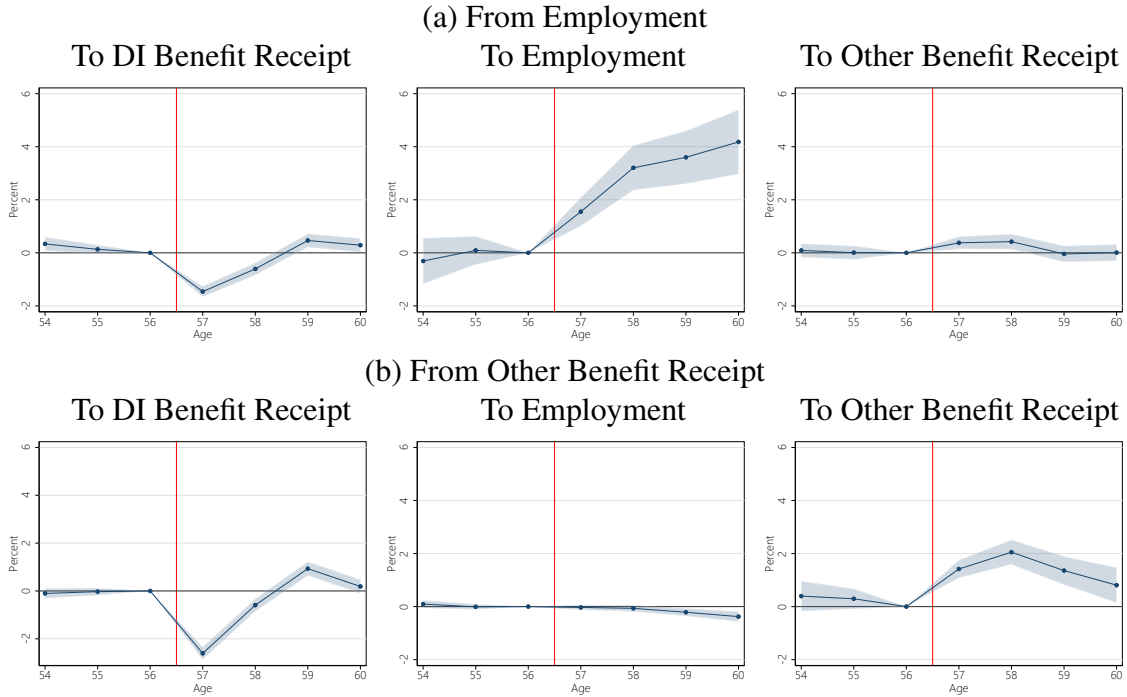 (a) From Employment
To DI Benefit Receipt
To Employment
To Other Benefit Receipt
Percent
6
4
2
0
-2
54 55 56 57 58 59 60
Age
Percent
6
4
2
0
-2
54 55 56 57 58 59 60
Age
Percent
6
4
2
0
-2
54 55 56 57 58 59 60
Age
(b) From Other Benefit Receipt
To DI Benefit Receipt
To Employment
To Other Benefit Receipt
Percent
6
4
2
0
-2
54 55 56 57 58 59 60
Age
Percent
6
4
2
0
-2
54 55 56 57 58 59 60
Age
Percent
6
4
2
0
-2
54 55 56 57 58 59 60
Age